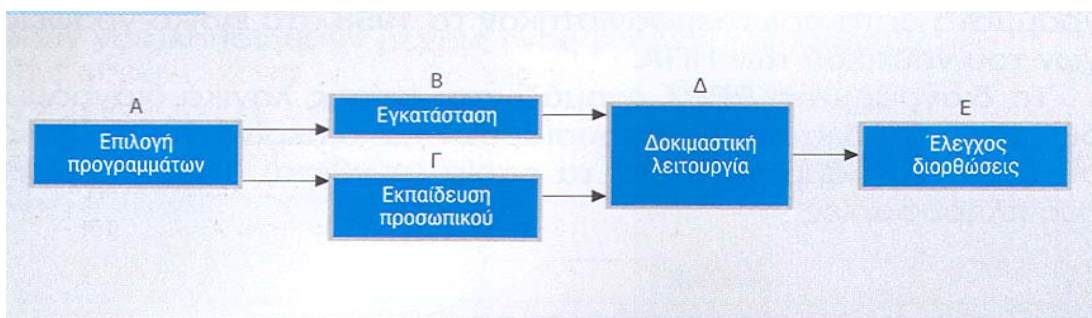 Α
Επιλογή
προγραμμάτων
Β
Εγκατάσταση
Γ
Εκπαίδευση
προσωπικού
Δ
Δοκιμαστική
λειτουργία
Ε
Έλεγχος
διορθώσεις